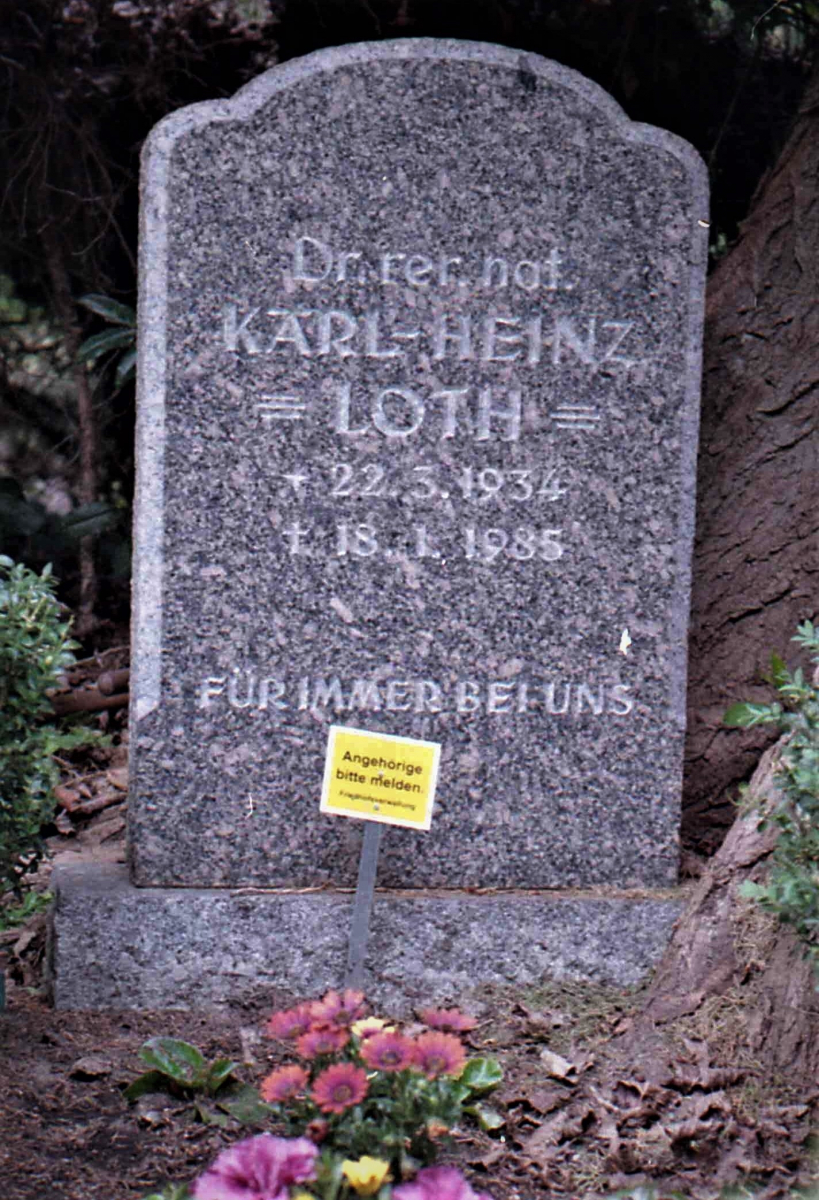 Dr. rer. nat.
KARL-HEINZ
= LOTH =
* 22. 3. 1934
† 18. 1. 1985
FÜR IMMER BEI UNS
Angehörige
bitte melden.
Friedhofsverwaltung